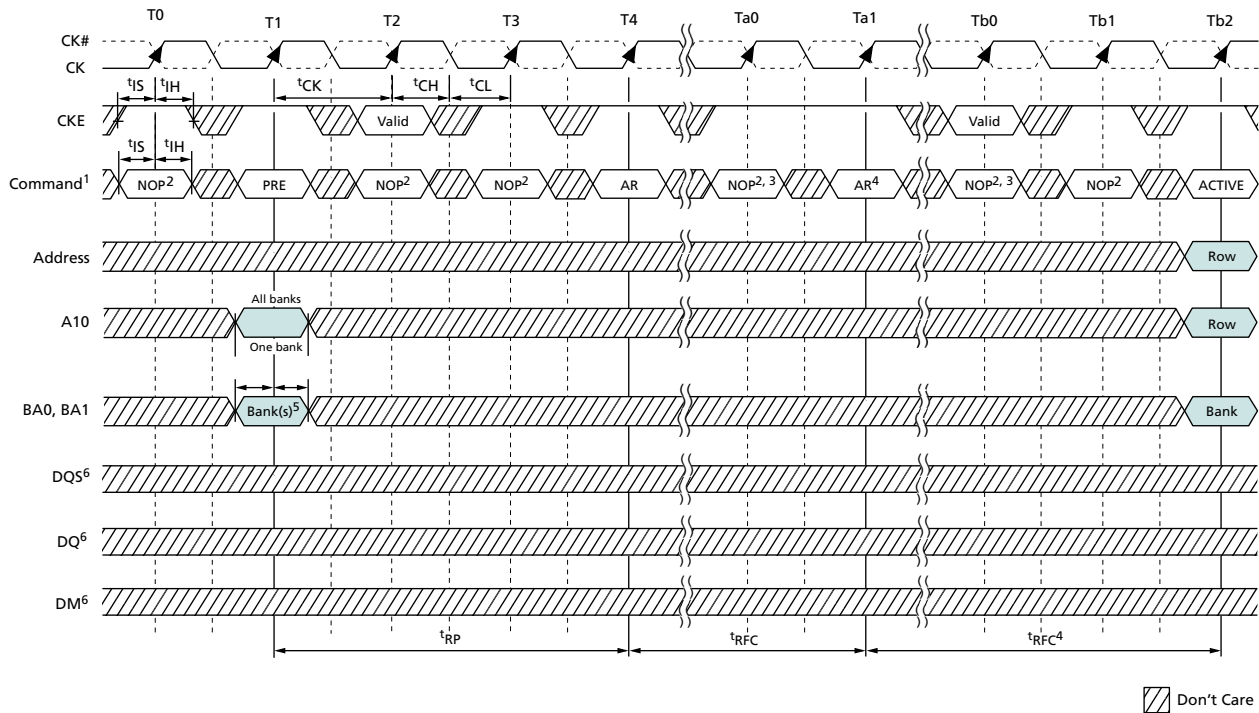 T0 T1 T2 T3 T4 Ta0 Ta1 Tb0 Tb1 Tb2
CK#
CK
tIS tIH tCK tCH tCL
CKE Valid Valid
tIS tIH
Command1 NOP2 PRE NOP2 NOP2 AR NOP2, 3 AR4 NOP2, 3 NOP2 ACTIVE
Address Row
All banks
A10 Row
One bank
BA0, BA1 Bank(s)5 Bank
DQS6
DQ6
DM6
tRP tRFC tRFC4
Don't Care